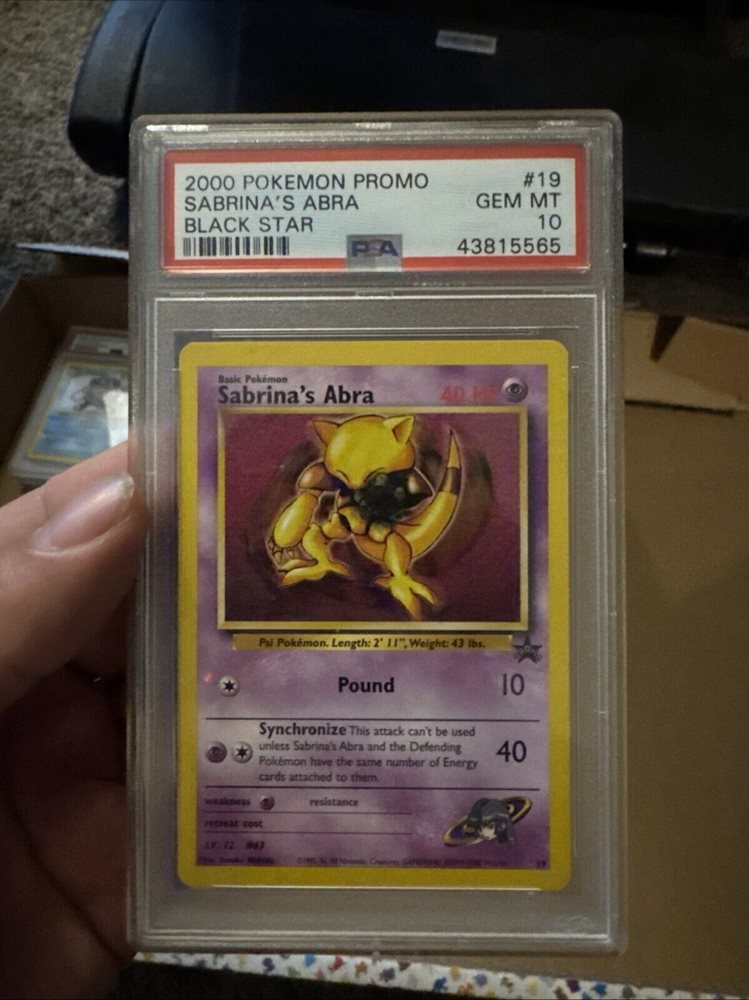 2000 POKEMON PROMO #19
SABRINA'S ABRA GEM MT
BLACK STAR 10
PSA 43815565
Basic Pokémon
Sabrina's Abra 40 HP
Psi Pokémon. Length: 2' 11", Weight: 43 lbs.
Pound 10
Synchronize This attack can't be used
unless Sabrina's Abra and the Defending
Pokémon have the same number of Energy
cards attached to them.
40
weakness resistance
retreat cost
LV. 12 #63
19